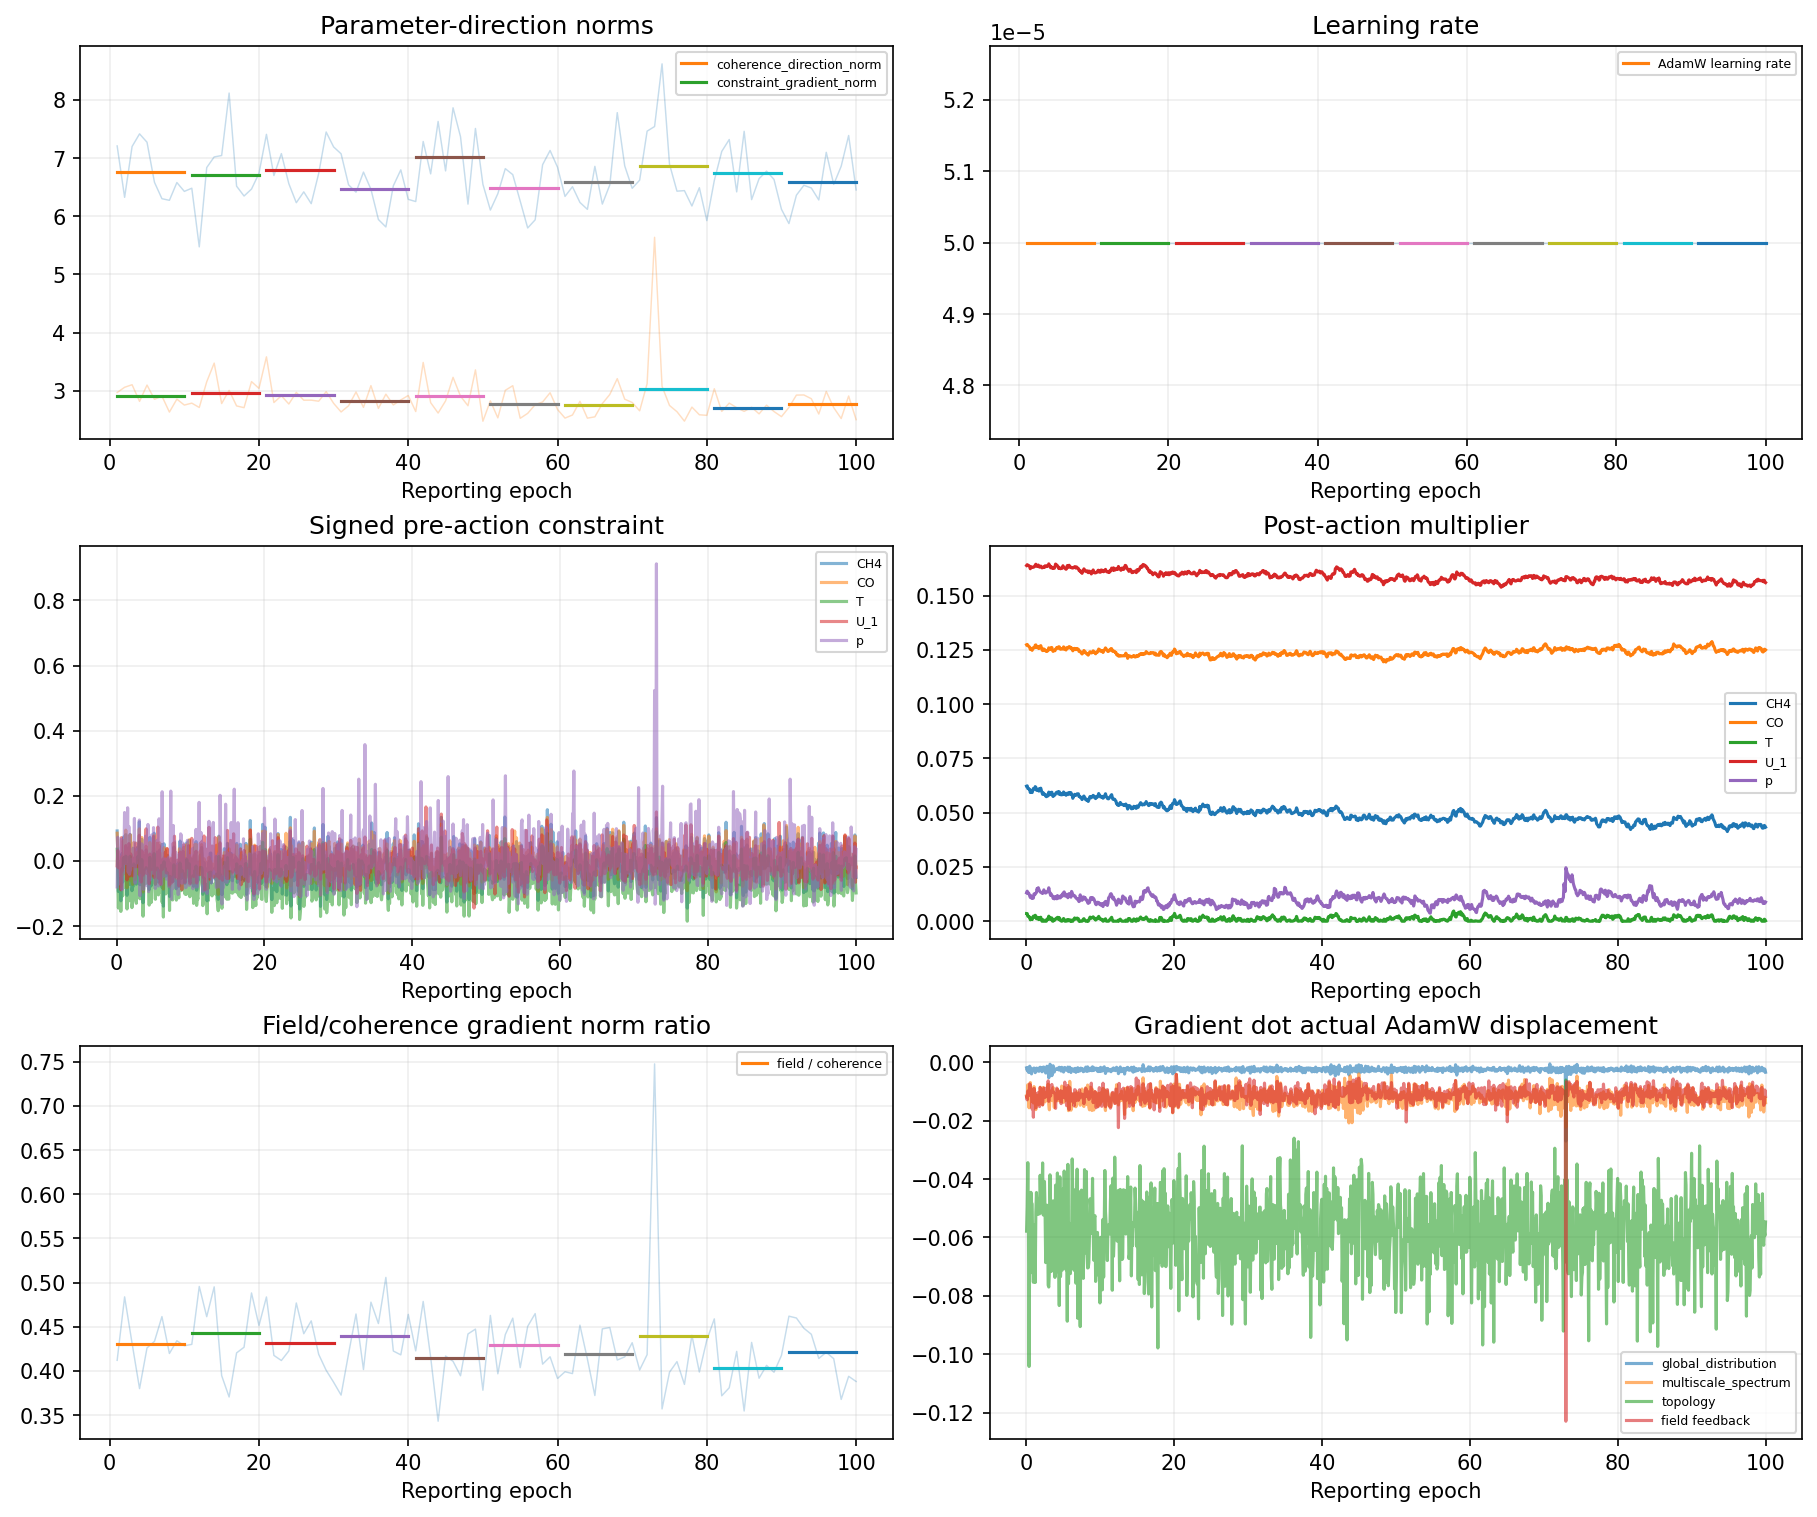 Parameter-direction norms
coherence_direction_norm
constraint_gradient_norm
8
7
6
5
4
3
0 20 40 60 80 100
Reporting epoch
Learning rate
1e−5
AdamW learning rate
5.2
5.1
5.0
4.9
4.8
0 20 40 60 80 100
Reporting epoch
Signed pre-action constraint
CH4
CO
T
U_1
p
0.8
0.6
0.4
0.2
0.0
−0.2
0 20 40 60 80 100
Reporting epoch
Post-action multiplier
0.150
0.125
0.100
0.075
0.050
0.025
0.000
CH4
CO
T
U_1
p
0 20 40 60 80 100
Reporting epoch
Field/coherence gradient norm ratio
field / coherence
0.75
0.70
0.65
0.60
0.55
0.50
0.45
0.40
0.35
0 20 40 60 80 100
Reporting epoch
Gradient dot actual AdamW displacement
0.00
−0.02
−0.04
−0.06
−0.08
−0.10
−0.12
global_distribution
multiscale_spectrum
topology
field feedback
0 20 40 60 80 100
Reporting epoch